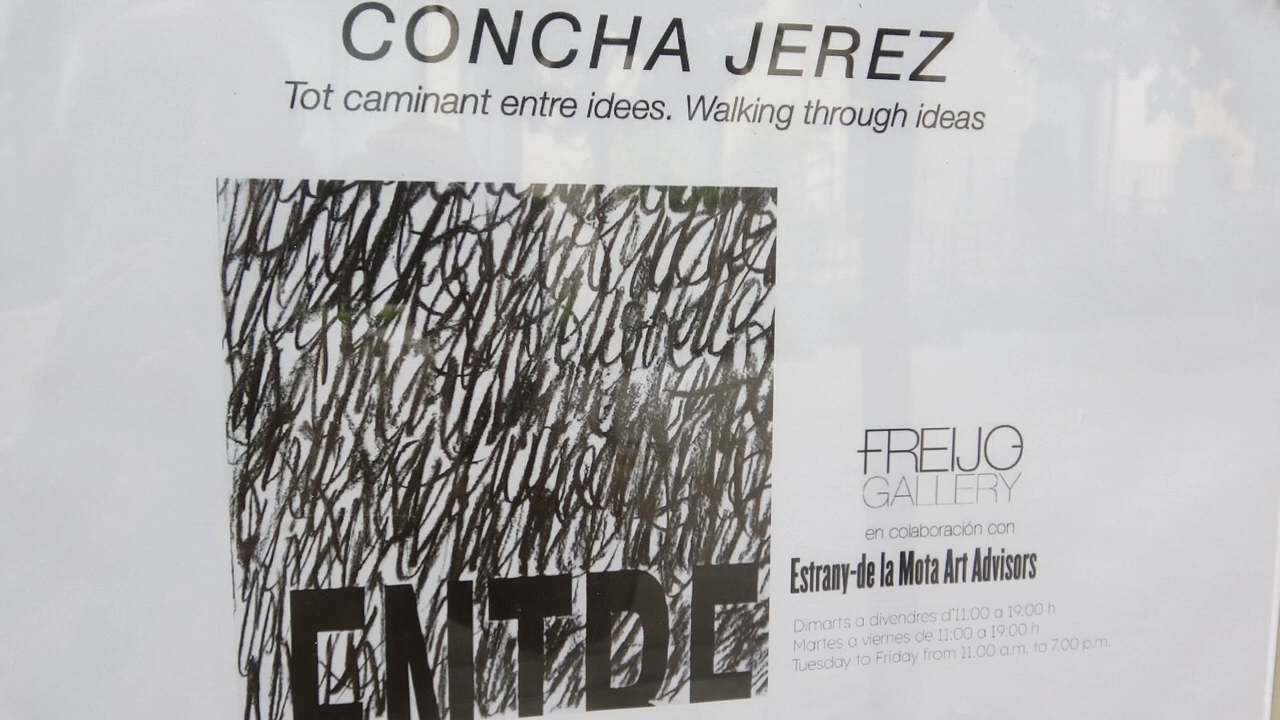 CONCHA JEREZ
Tot caminant entre idees. Walking through ideas
FREIJO
GALLERY
en colaboración con
Estrany-de la Mota Art Advisors
Dimarts a divendres d'11:00 a 19:00 h
Martes a viernes de 11:00 a 19:00 h
Tuesday to Friday from 11.00 a.m. to 7.00 p.m.